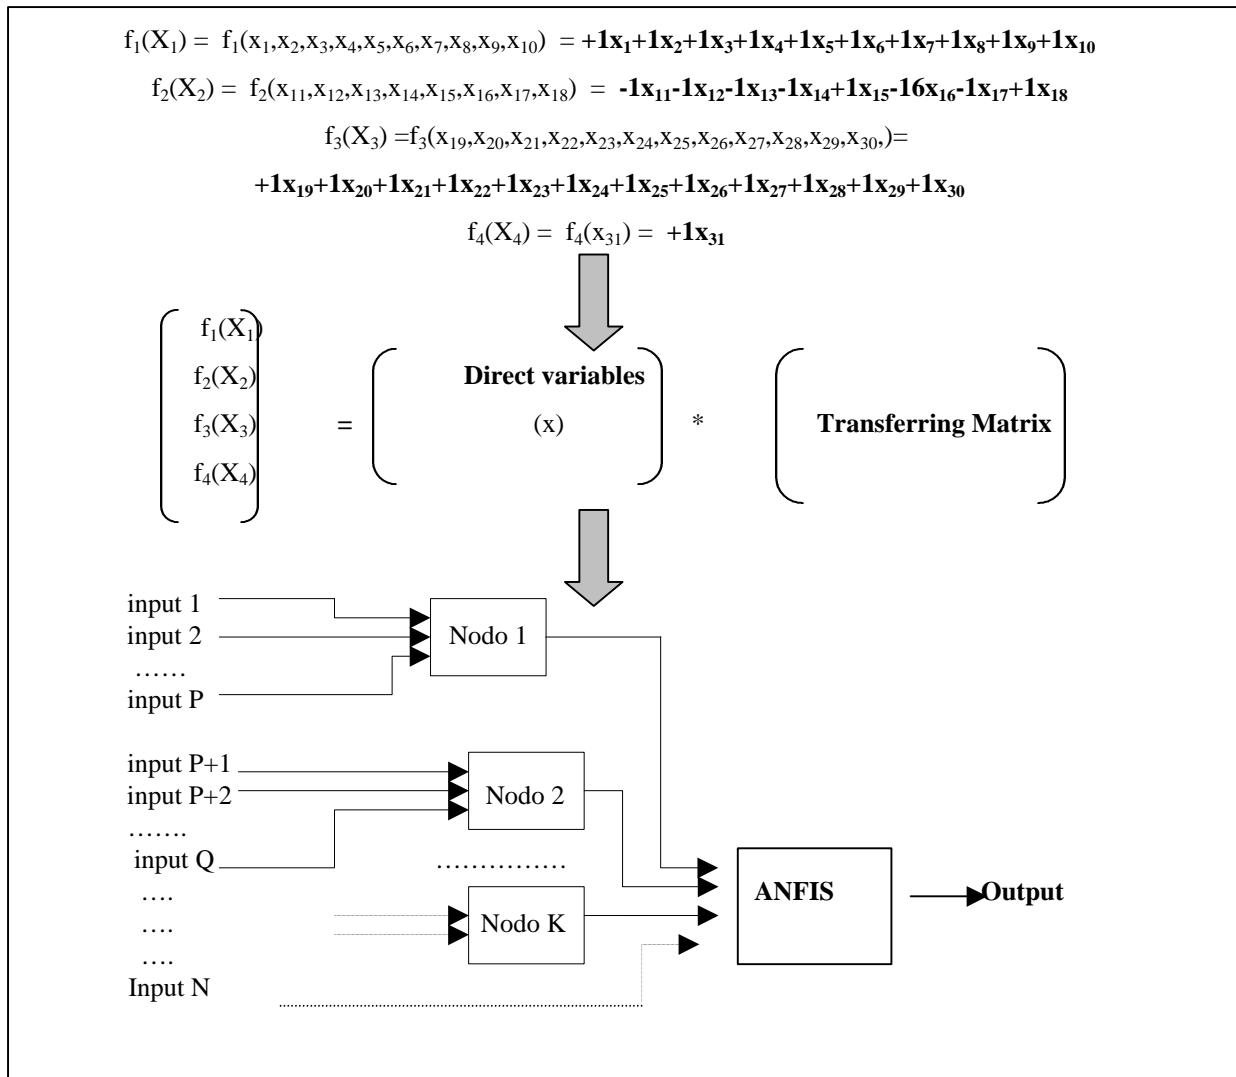 f₁(X₁) = f₁(x₁,x₂,x₃,x₄,x₅,x₆,x₇,x₈,x₉,x₁₀) = +1x₁+1x₂+1x₃+1x₄+1x₅+1x₆+1x₇+1x₈+1x₉+1x₁₀
f₂(X₂) = f₂(x₁₁,x₁₂,x₁₃,x₁₄,x₁₅,x₁₆,x₁₇,x₁₈) = -1x₁₁-1x₁₂-1x₁₃-1x₁₄+1x₁₅-16x₁₆-1x₁₇+1x₁₈
f₃(X₃) =f₃(x₁₉,x₂₀,x₂₁,x₂₂,x₂₃,x₂₄,x₂₅,x₂₆,x₂₇,x₂₈,x₂₉,x₃₀,)=
+1x₁₉+1x₂₀+1x₂₁+1x₂₂+1x₂₃+1x₂₄+1x₂₅+1x₂₆+1x₂₇+1x₂₈+1x₂₉+1x₃₀
f₄(X₄) = f₄(x₃₁) = +1x₃₁
f₁(X₁)
f₂(X₂)
f₃(X₃)
f₄(X₄)
=
Direct variables
(x)
*
Transferring Matrix
input 1
input 2
……
input P
Nodo 1
input P+1
input P+2
…….
input Q
Nodo 2
……………
….
….
….
Input N
Nodo K
ANFIS
Output